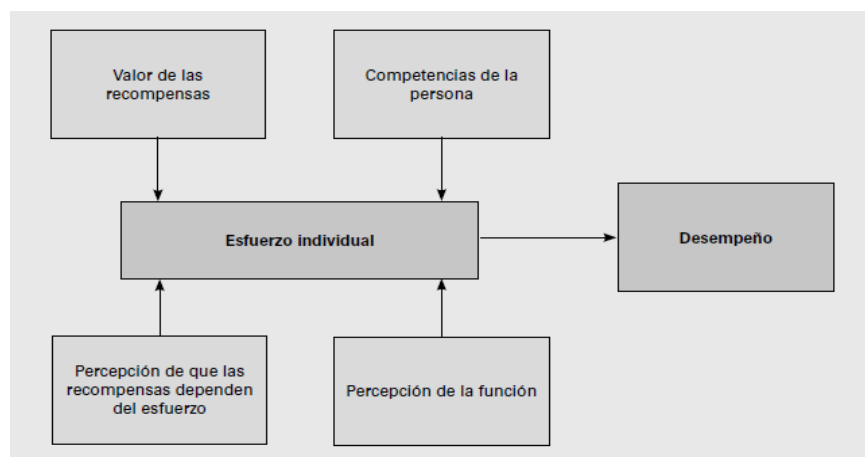 Valor de las
recompensas
Competencias de la
persona
Esfuerzo individual
Desempeño
Percepción de que las
recompensas dependen
del esfuerzo
Percepción de la función